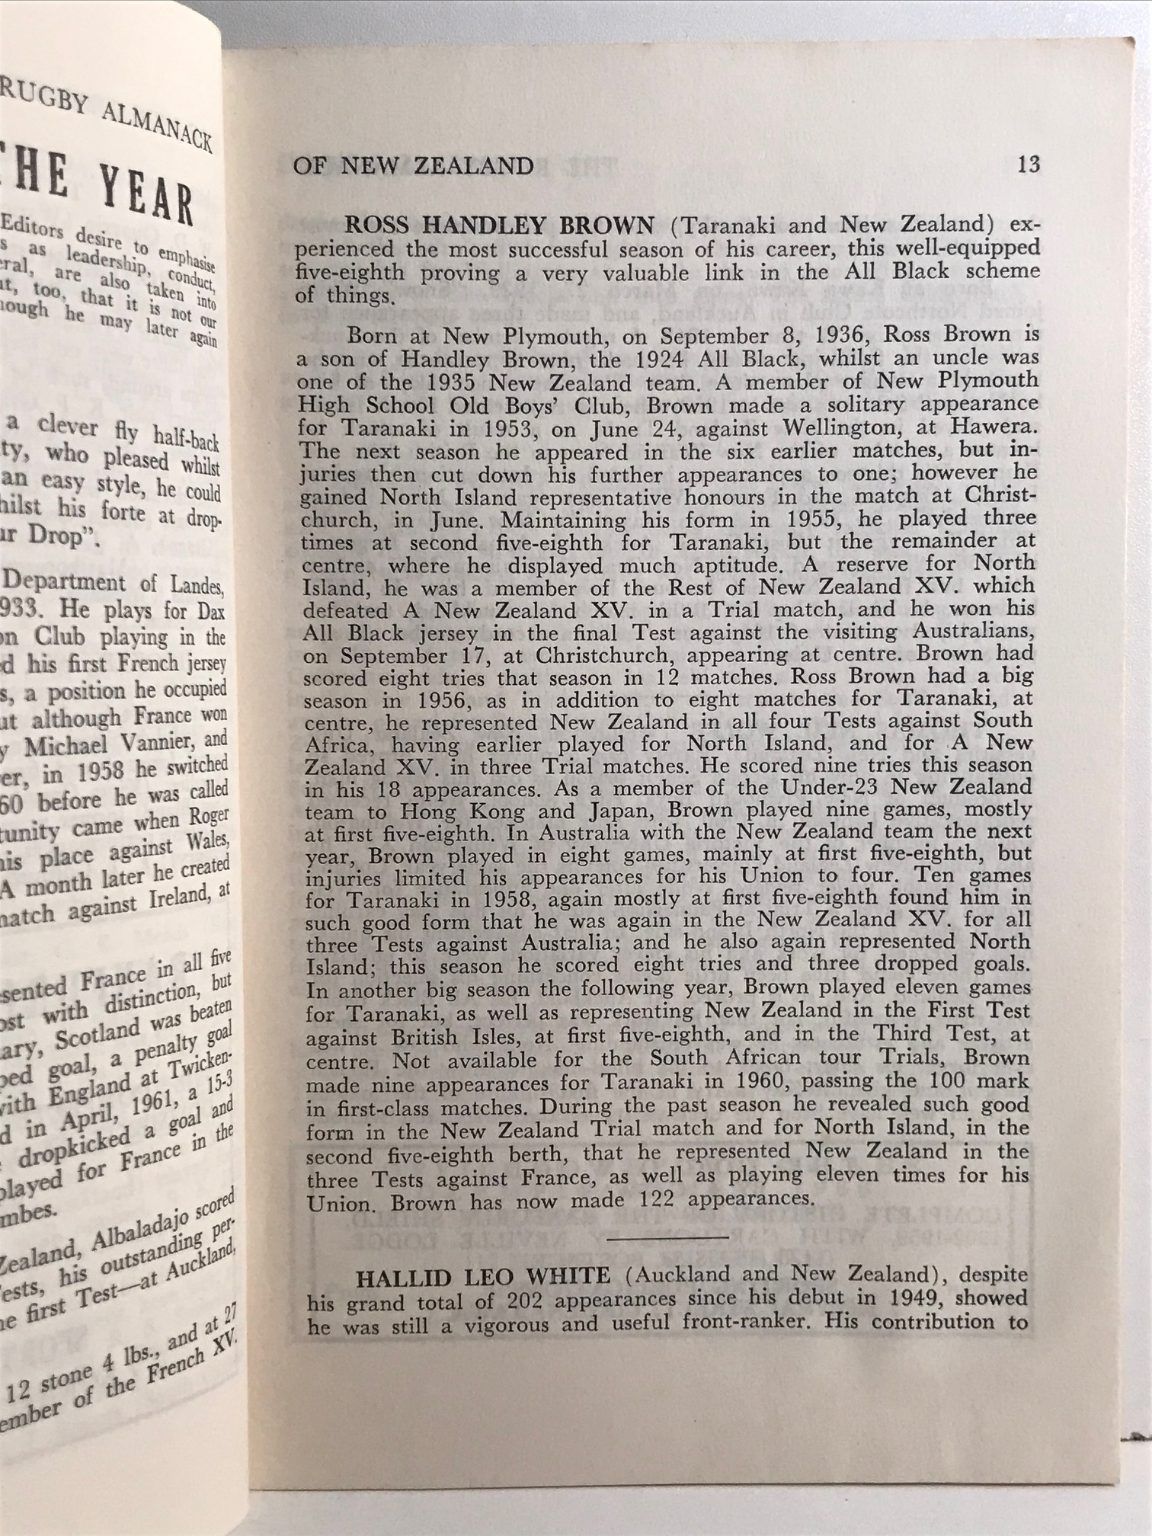 RUGBY ALMANACK
THE YEAR
Editors desire to emphasise
as leadership, conduct,
are also taken into
too, that it is not our
he may later again
a clever fly half-back
who pleased whilst
an easy style, he could
his forte at drop-
Drop".
Department of Landes,
He plays for Dax
Club playing in the
his first French jersey
a position he occupied
although France won
Michael Vannier, and
in 1958 he switched
before he was called
came when Roger
place against Wales,
A month later he created
against Ireland, at
France in all five
with distinction, but
Scotland was beaten
goal, a penalty goal
England at Twicken-
in April, 1961, a 15-3
dropkicked a goal and
for France in the
Albaladajo scored
his outstanding per-
first Test—at Auckland,
12 stone 4 lbs., and at 27
of the French XV.
OF NEW ZEALAND 13
ROSS HANDLEY BROWN (Taranaki and New Zealand) ex-
perienced the most successful season of his career, this well-equipped
five-eighth proving a very valuable link in the All Black scheme
of things.
Born at New Plymouth, on September 8, 1936, Ross Brown is
a son of Handley Brown, the 1924 All Black, whilst an uncle was
one of the 1935 New Zealand team. A member of New Plymouth
High School Old Boys' Club, Brown made a solitary appearance
for Taranaki in 1953, on June 24, against Wellington, at Hawera.
The next season he appeared in the six earlier matches, but in-
juries then cut down his further appearances to one; however he
gained North Island representative honours in the match at Christ-
church, in June. Maintaining his form in 1955, he played three
times at second five-eighth for Taranaki, but the remainder at
centre, where he displayed much aptitude. A reserve for North
Island, he was a member of the Rest of New Zealand XV. which
defeated A New Zealand XV. in a Trial match, and he won his
All Black jersey in the final Test against the visiting Australians,
on September 17, at Christchurch, appearing at centre. Brown had
scored eight tries that season in 12 matches. Ross Brown had a big
season in 1956, as in addition to eight matches for Taranaki, at
centre, he represented New Zealand in all four Tests against South
Africa, having earlier played for North Island, and for A New
Zealand XV. in three Trial matches. He scored nine tries this season
in his 18 appearances. As a member of the Under-23 New Zealand
team to Hong Kong and Japan, Brown played nine games, mostly
at first five-eighth. In Australia with the New Zealand team the next
year, Brown played in eight games, mainly at first five-eighth, but
injuries limited his appearances for his Union to four. Ten games
for Taranaki in 1958, again mostly at first five-eighth found him in
such good form that he was again in the New Zealand XV. for all
three Tests against Australia; and he also again represented North
Island; this season he scored eight tries and three dropped goals.
In another big season the following year, Brown played eleven games
for Taranaki, as well as representing New Zealand in the First Test
against British Isles, at first five-eighth, and in the Third Test, at
centre. Not available for the South African tour Trials, Brown
made nine appearances for Taranaki in 1960, passing the 100 mark
in first-class matches. During the past season he revealed such good
form in the New Zealand Trial match and for North Island, in the
second five-eighth berth, that he represented New Zealand in the
three Tests against France, as well as playing eleven times for his
Union. Brown has now made 122 appearances.
HALLID LEO WHITE (Auckland and New Zealand), despite
his grand total of 202 appearances since his debut in 1949, showed
he was still a vigorous and useful front-ranker. His contribution to